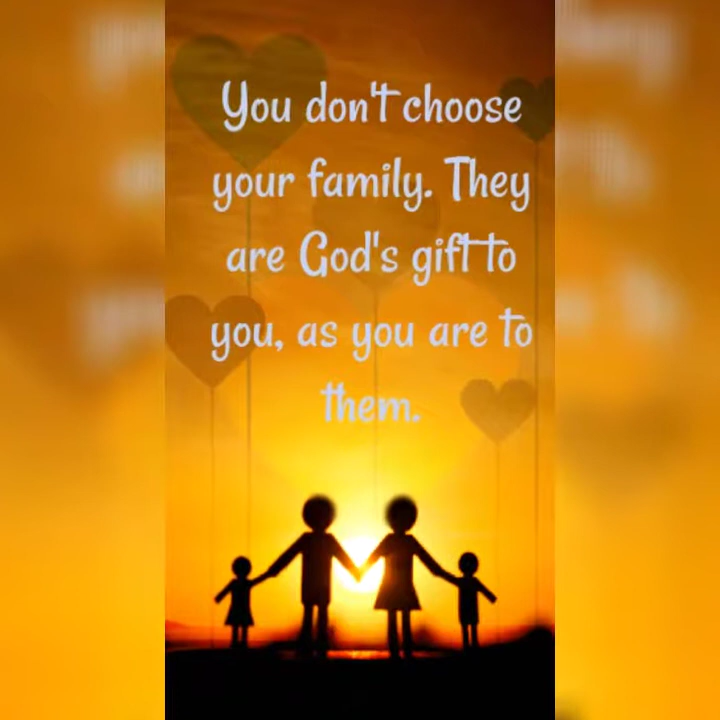 You don't choose
your family. They
are God's gift to
you, as you are to
them.